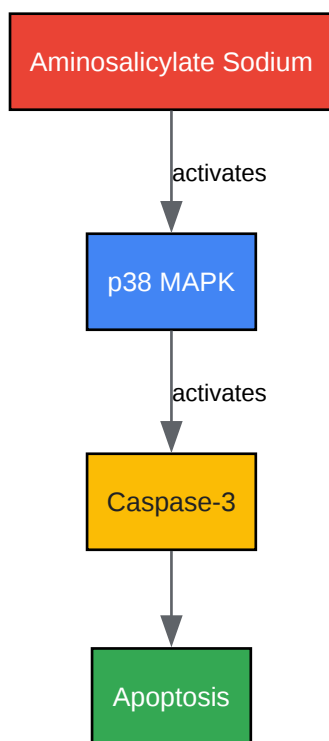 Aminosalicylate Sodium
activates
p38 MAPK
activates
Caspase-3
Apoptosis